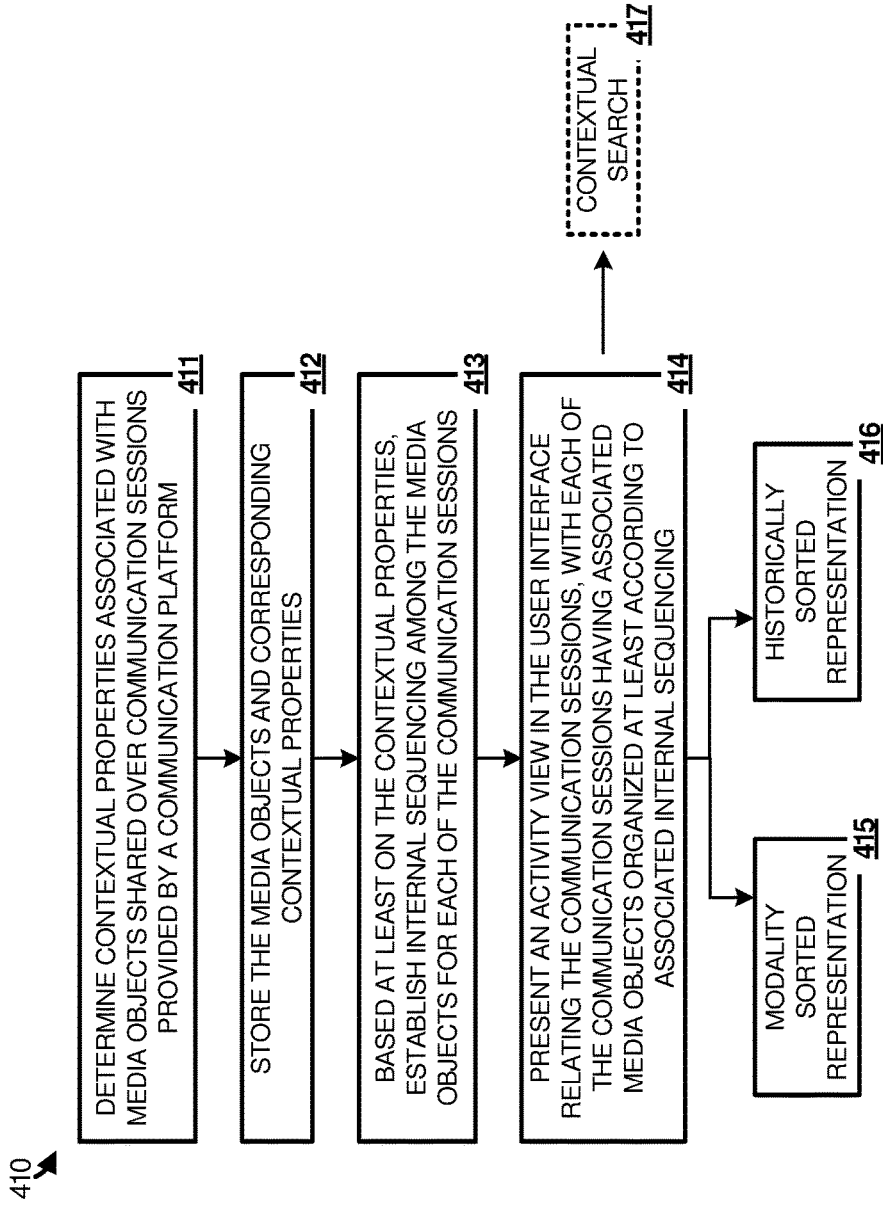 410
DETERMINE CONTEXTUAL PROPERTIES ASSOCIATED WITH
MEDIA OBJECTS SHARED OVER COMMUNICATION SESSIONS
PROVIDED BY A COMMUNICATION PLATFORM
411
STORE THE MEDIA OBJECTS AND CORRESPONDING
CONTEXTUAL PROPERTIES
412
BASED AT LEAST ON THE CONTEXTUAL PROPERTIES,
ESTABLISH INTERNAL SEQUENCING AMONG THE MEDIA
OBJECTS FOR EACH OF THE COMMUNICATION SESSIONS
413
PRESENT AN ACTIVITY VIEW IN THE USER INTERFACE
RELATING THE COMMUNICATION SESSIONS, WITH EACH OF
THE COMMUNICATION SESSIONS HAVING ASSOCIATED
MEDIA OBJECTS ORGANIZED AT LEAST ACCORDING TO
ASSOCIATED INTERNAL SEQUENCING
414
CONTEXTUAL
SEARCH
417
MODALITY
SORTED
REPRESENTATION
415
HISTORICALLY
SORTED
REPRESENTATION
416